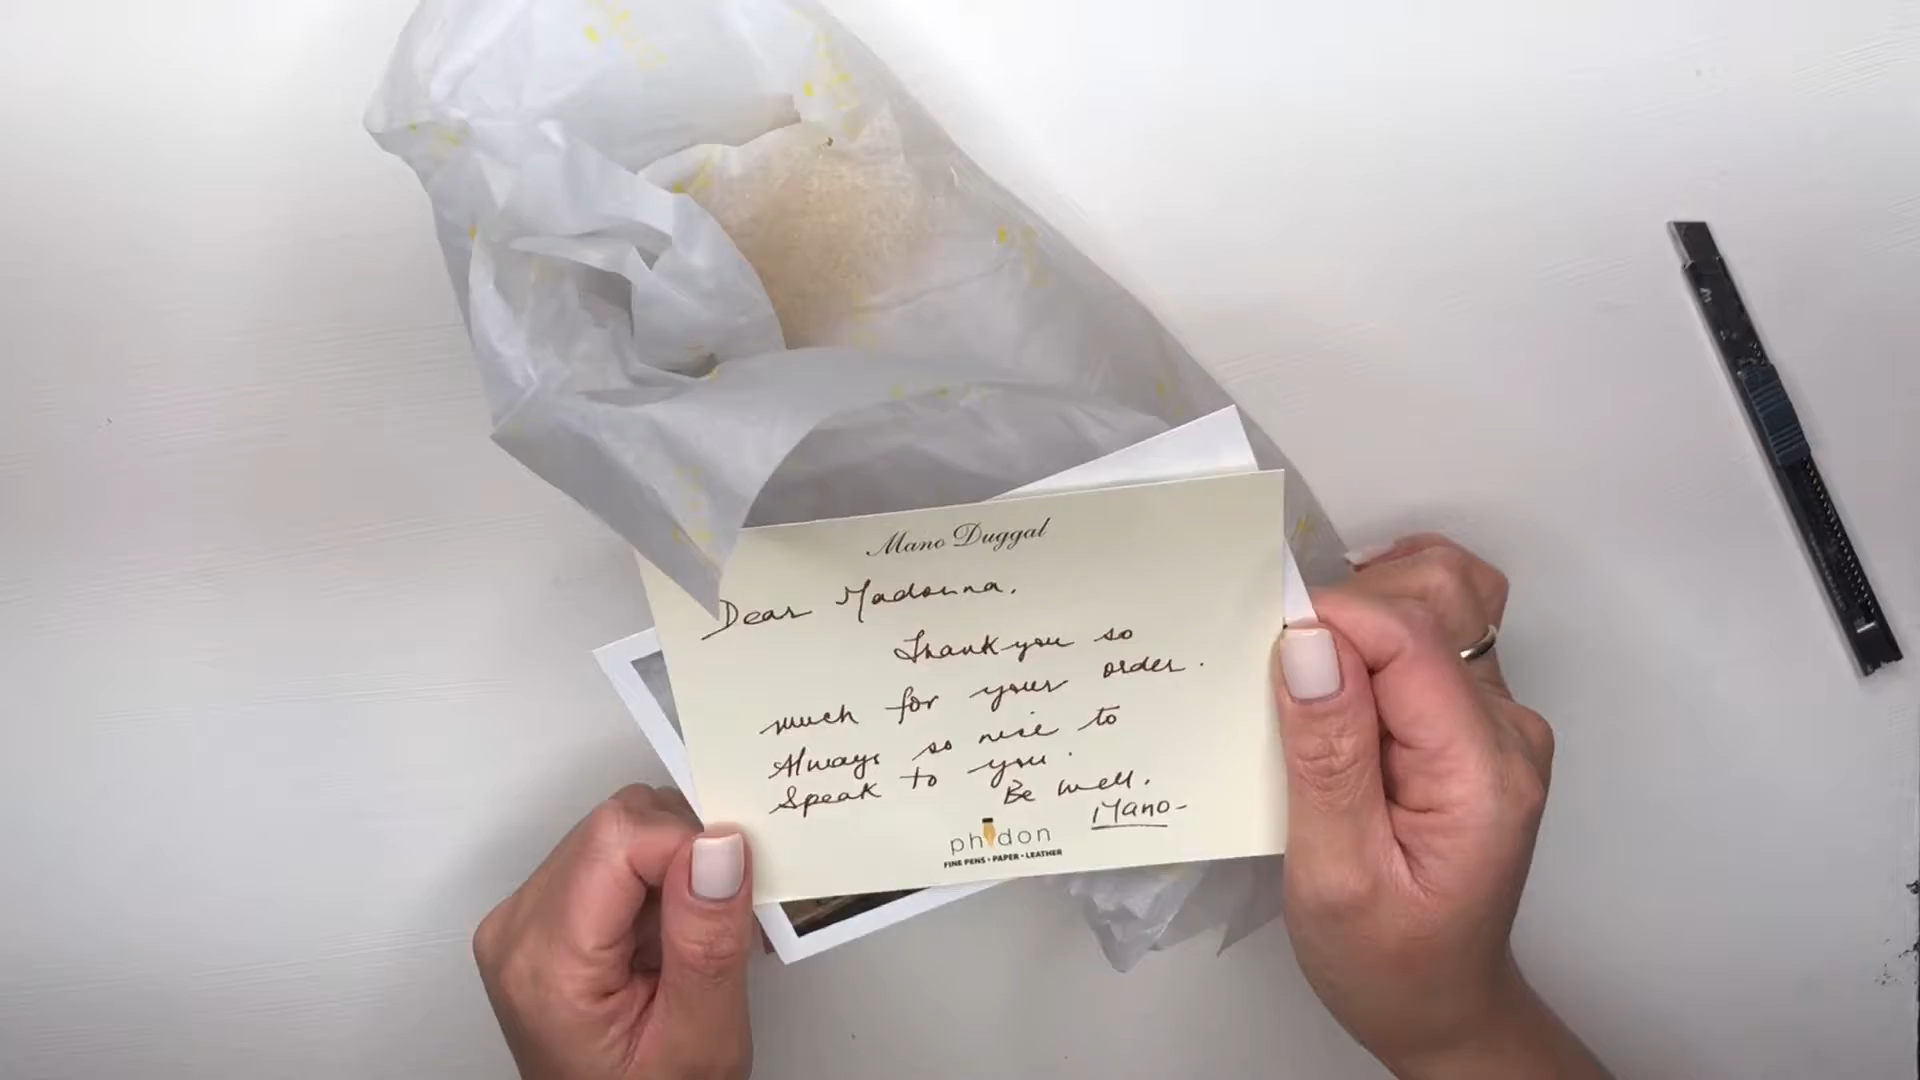 Mano Duggal
Dear Madonna.
Thank you so
much for your order.
Always so nice to
Speak to you.
Be well.
Mano
phidon
FINE PENS • PAPER • LEATHER